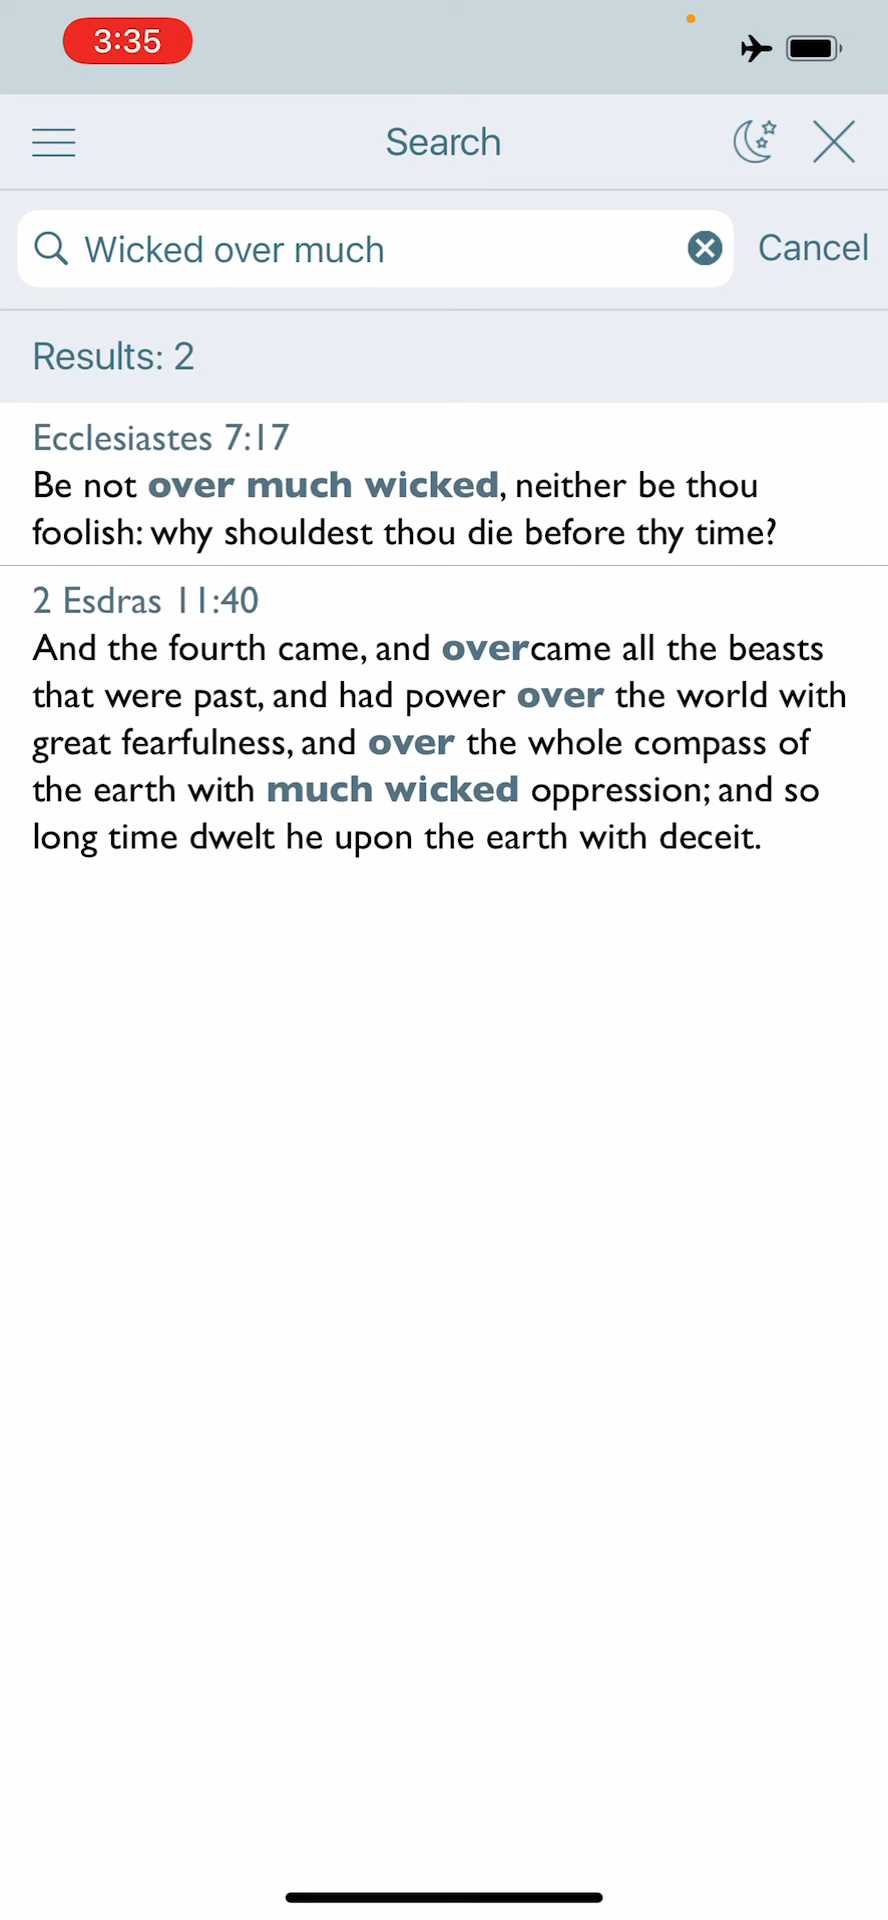 3:35
Search
Wicked over much
Cancel
Results: 2
Ecclesiastes 7:17
Be not over much wicked, neither be thou
foolish: why shouldest thou die before thy time?
2 Esdras 11:40
And the fourth came, and overcame all the beasts
that were past, and had power over the world with
great fearfulness, and over the whole compass of
the earth with much wicked oppression; and so
long time dwelt he upon the earth with deceit.